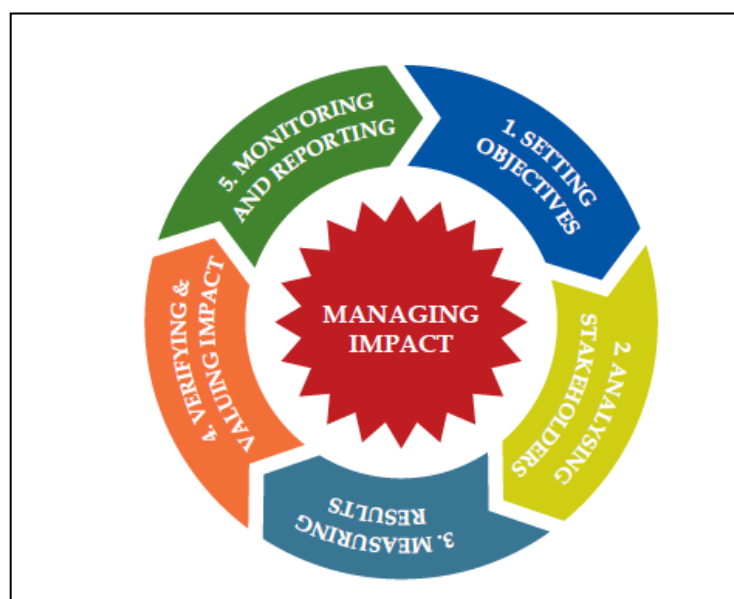 1. SETTING
OBJECTIVES
2. ANALYSING
STAKEHOLDERS
3. MEASURING
RESULTS
4. VERIFYING &
VALUING IMPACT
5. MONITORING
AND REPORTING
MANAGING
IMPACT